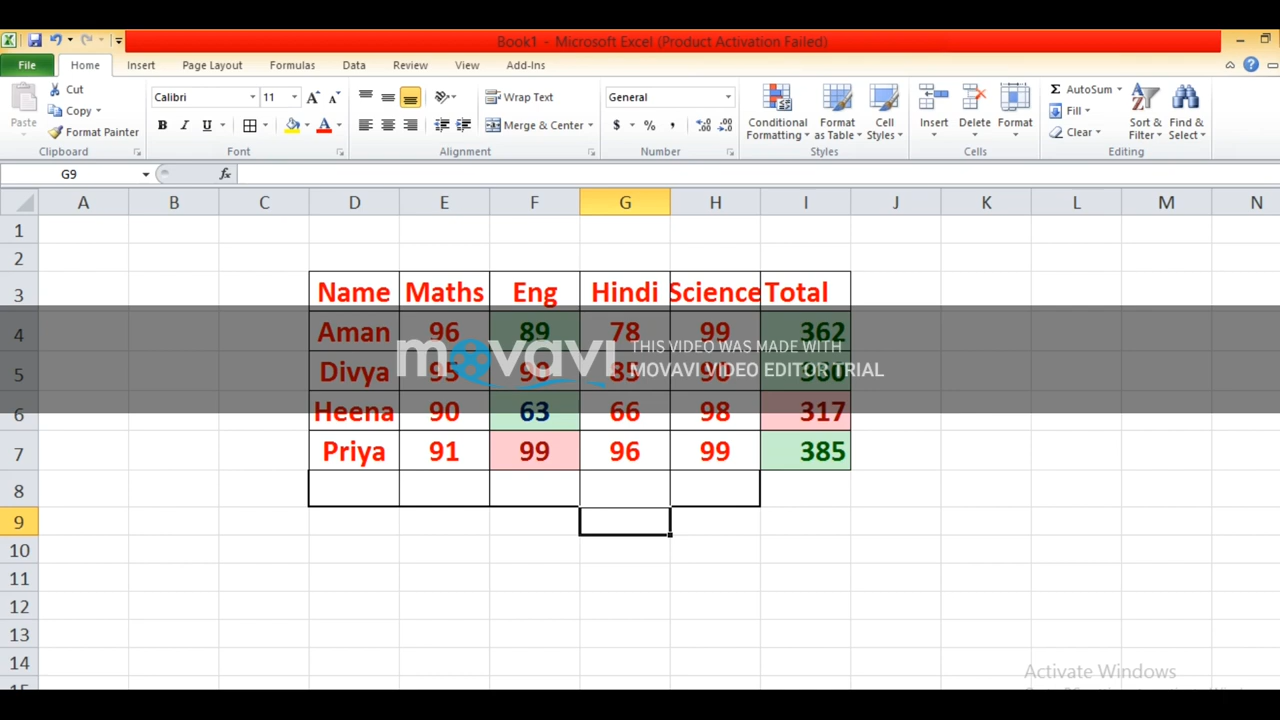 Book1 - Microsoft Excel (Product Activation Failed)
File Home Insert Page Layout Formulas Data Review View Add-Ins
Paste
Cut
Copy
Format Painter
Clipboard
Calibri 11
B I U
Font
Wrap Text
Merge & Center
Alignment
General
$ % ,
Number
Conditional Formatting
Format as Table
Cell Styles
Styles
Insert Delete Format
Cells
Σ AutoSum
Fill
Clear
Sort & Filter
Find & Select
Editing
G9 fx
A B C D E F G H I J K L M N
1
2
3 Name Maths Eng Hindi Science Total
4 Aman 96 89 78 99 362
5 Divya 95 85
6 Heena 90 63 66 98 317
7 Priya 91 99 96 99 385
8
9
10
11
12
13
14
movavi
THIS VIDEO WAS MADE WITH
MOVAVI VIDEO EDITOR TRIAL
Activate Windows